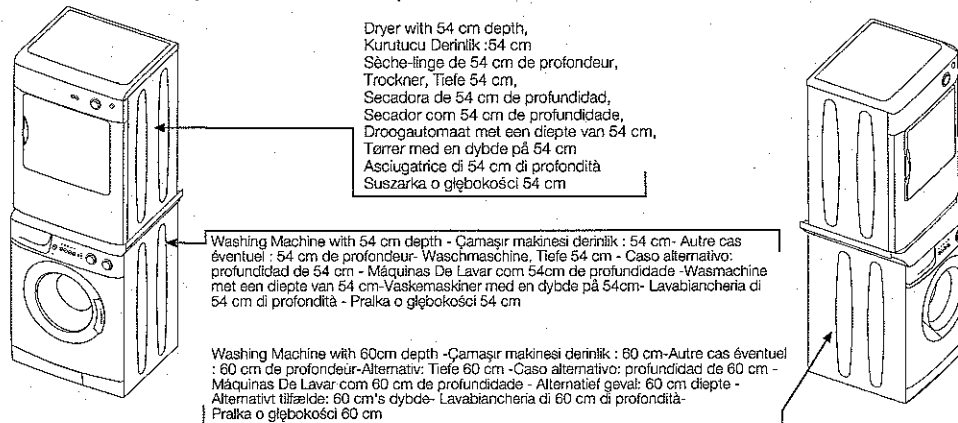 Dryer with 54 cm depth,
Kurutucu Derinlik :54 cm
Sèche-linge de 54 cm de profondeur,
Trockner, Tiefe 54 cm,
Secadora de 54 cm de profundidad,
Secador com 54 cm de profundidade,
Droogautomaat met een diepte van 54 cm,
Tørrer med en dybde på 54 cm
Asciugatrice di 54 cm di profondità
Suszarka o głębokości 54 cm
Washing Machine with 54 cm depth - Çamaşır makinesi derinlik : 54 cm- Autre cas
éventuel : 54 cm de profondeur- Waschmaschine, Tiefe 54 cm - Caso alternativo:
profundidad de 54 cm - Máquinas De Lavar com 54cm de profundidade -Wasmachine
met een diepte van 54 cm-Vaskemaskiner med en dybde på 54cm- Lavabiancheria di
54 cm di profondità - Pralka o głębokości 54 cm
Washing Machine with 60cm depth -Çamaşır makinesi derinlik : 60 cm-Autre cas éventuel
: 60 cm de profondeur-Alternativ: Tiefe 60 cm -Caso alternativo: profundidad de 60 cm -
Máquinas De Lavar com 60 cm de profundidade - Alternatief geval: 60 cm diepte -
Alternativt tilfælde: 60 cm's dybde- Lavabiancheria di 60 cm di profondità-
Pralka o głębokości 60 cm